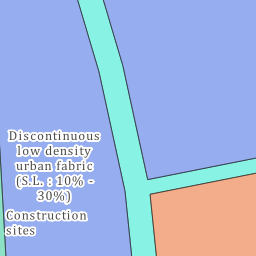 Discontinuous
low density
urban fabric
(S.L. : 10% -
30%)
Construction
sites